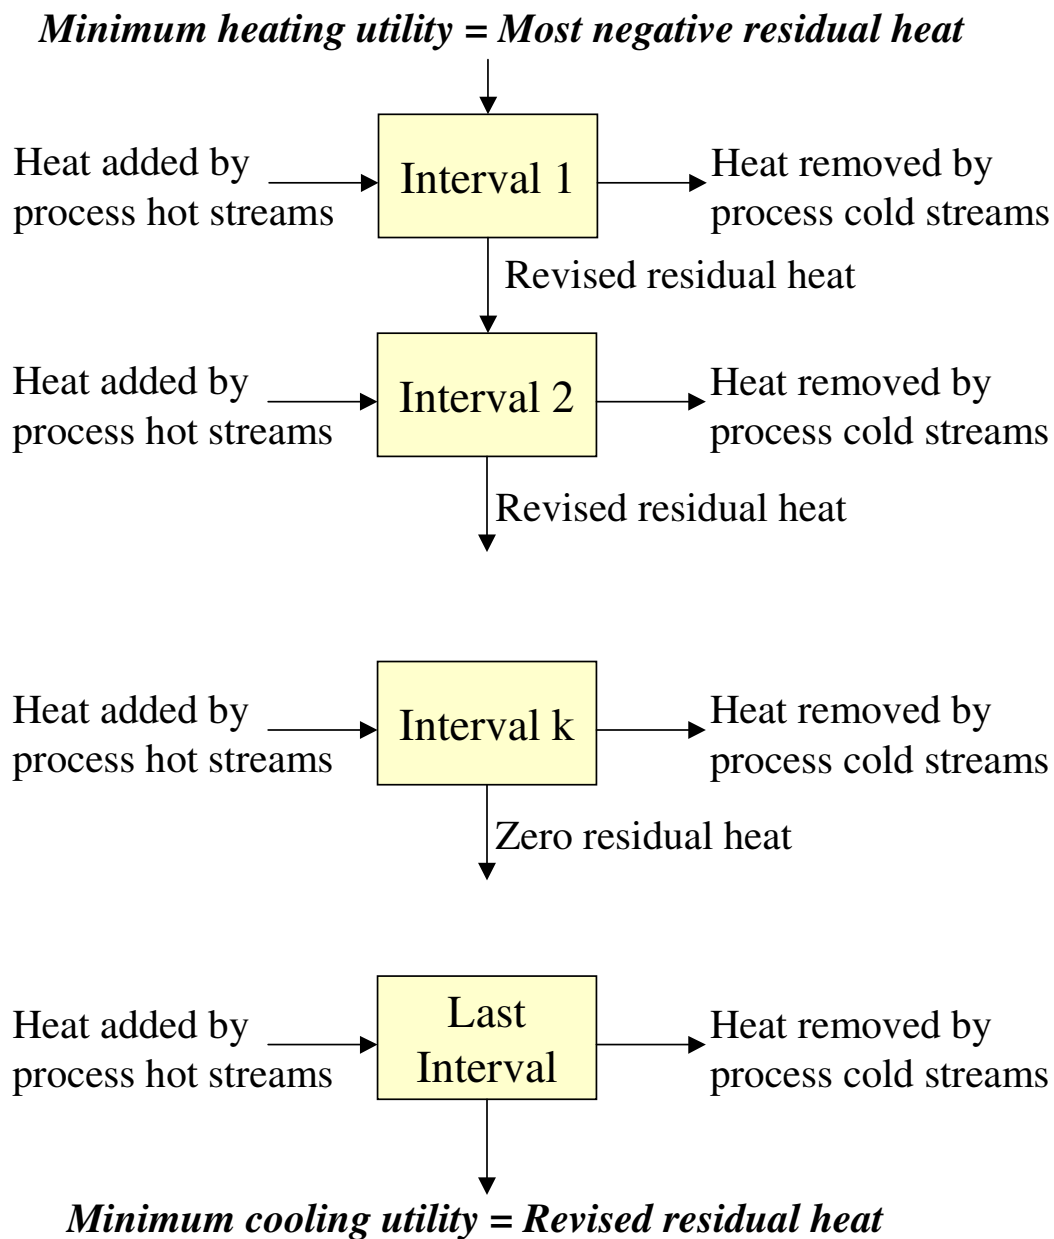 Minimum heating utility = Most negative residual heat
Heat added by
process hot streams
Interval 1
Heat removed by
process cold streams
Revised residual heat
Heat added by
process hot streams
Interval 2
Heat removed by
process cold streams
Revised residual heat
Heat added by
process hot streams
Interval k
Heat removed by
process cold streams
Zero residual heat
Heat added by
process hot streams
Last
Interval
Heat removed by
process cold streams
Minimum cooling utility = Revised residual heat